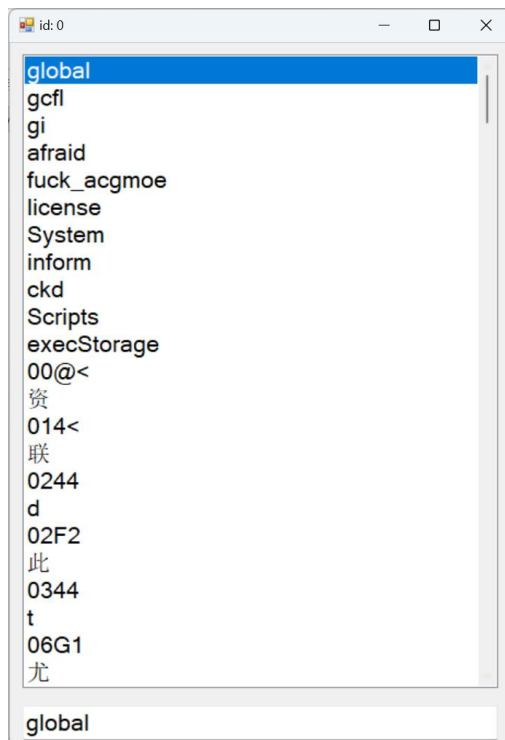 id: 0
global
gcfl
gi
afraid
fuck_acgmoe
license
System
inform
ckd
Scripts
execStorage
00@<
资
014<
联
0244
d
02F2
此
0344
t
06G1
尤
global